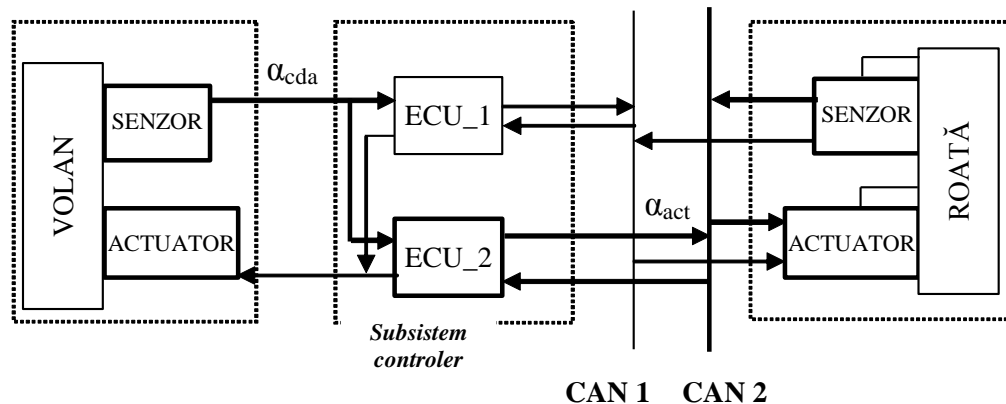 VOLAN
SENZOR
ACTUATOR
α_cda
ECU_1
ECU_2
Subsistem
controler
α_act
CAN 1
CAN 2
SENZOR
ACTUATOR
ROATĂ